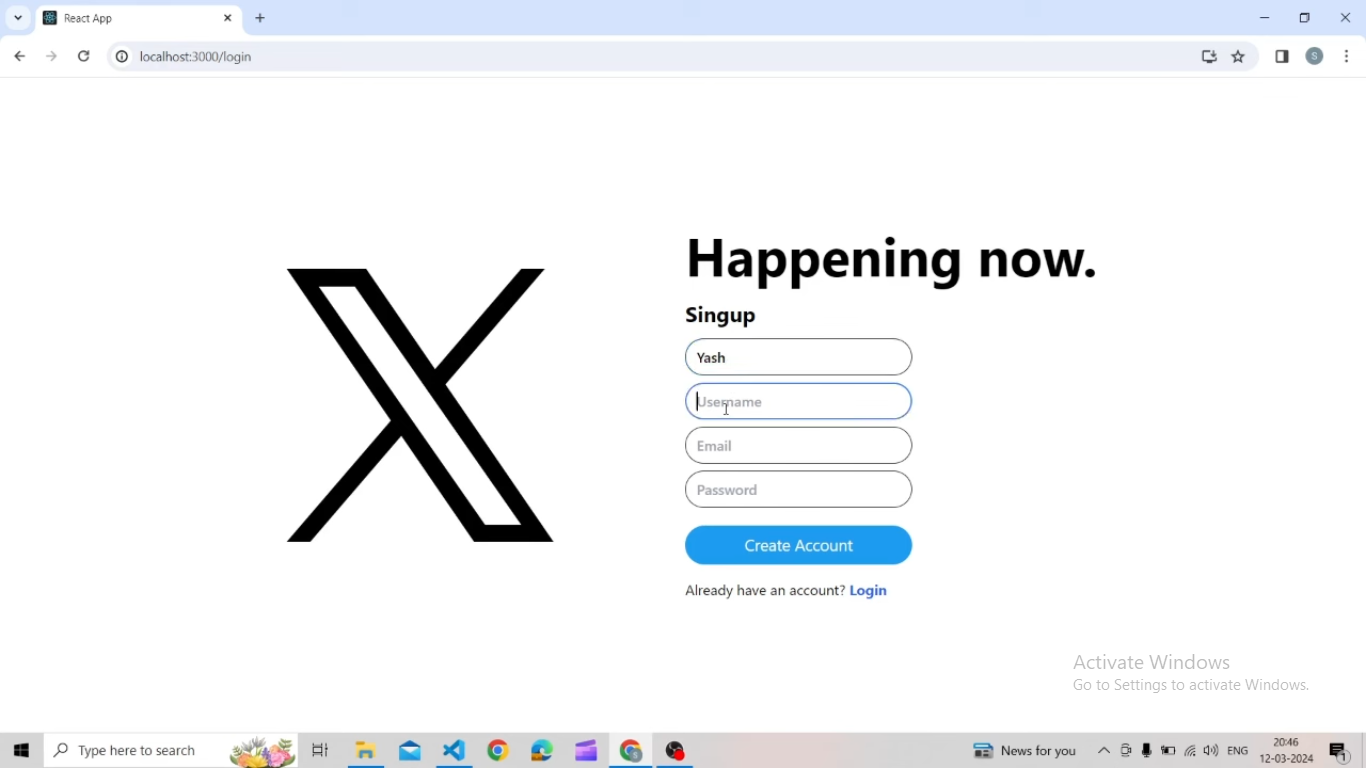 React App
localhost:3000/login
S
Happening now.
Singup
Yash
Username
Email
Password
Create Account
Already have an account? Login
Activate Windows
Go to Settings to activate Windows.
Type here to search
News for you
ENG
20:46
12-03-2024
1